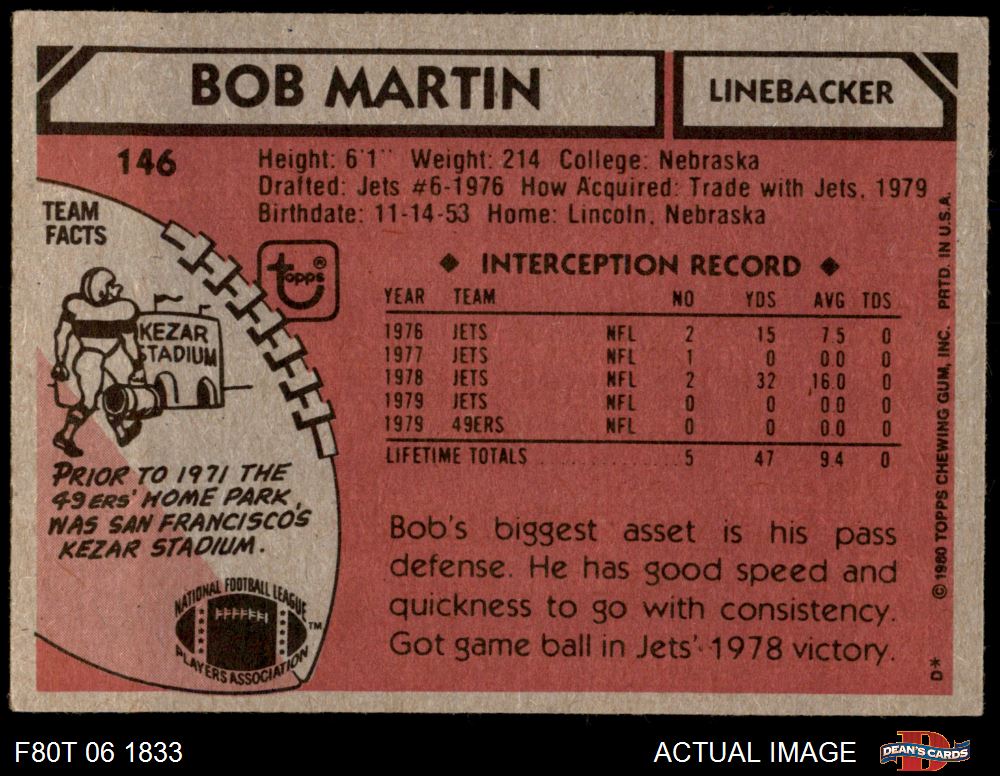 BOB MARTIN
LINEBACKER
146
Height: 6'1" Weight: 214 College: Nebraska
Drafted: Jets #6-1976 How Acquired: Trade with Jets, 1979
Birthdate: 11-14-53 Home: Lincoln, Nebraska
TEAM
FACTS
topps®
KEZAR
STADIUM
PRIOR TO 1971 THE
49ERS' HOME PARK
WAS SAN FRANCISCO'S
KEZAR STADIUM.
NATIONAL FOOTBALL LEAGUE
PLAYERS ASSOCIATION
TM
◆ INTERCEPTION RECORD ◆
YEAR TEAM NO YDS AVG TDS
1976 JETS NFL 2 15 7.5 0
1977 JETS NFL 1 0 0.0 0
1978 JETS NFL 2 32 16.0 0
1979 JETS NFL 0 0 0.0 0
1979 49ERS NFL 0 0 0.0 0
LIFETIME TOTALS 5 47 9.4 0
Bob's biggest asset is his pass
defense. He has good speed and
quickness to go with consistency.
Got game ball in Jets' 1978 victory.
© 1980 TOPPS CHEWING GUM, INC. PRTD. IN U.S.A.
D*
F80T 06 1833
ACTUAL IMAGE
D
DEAN'S CARDS